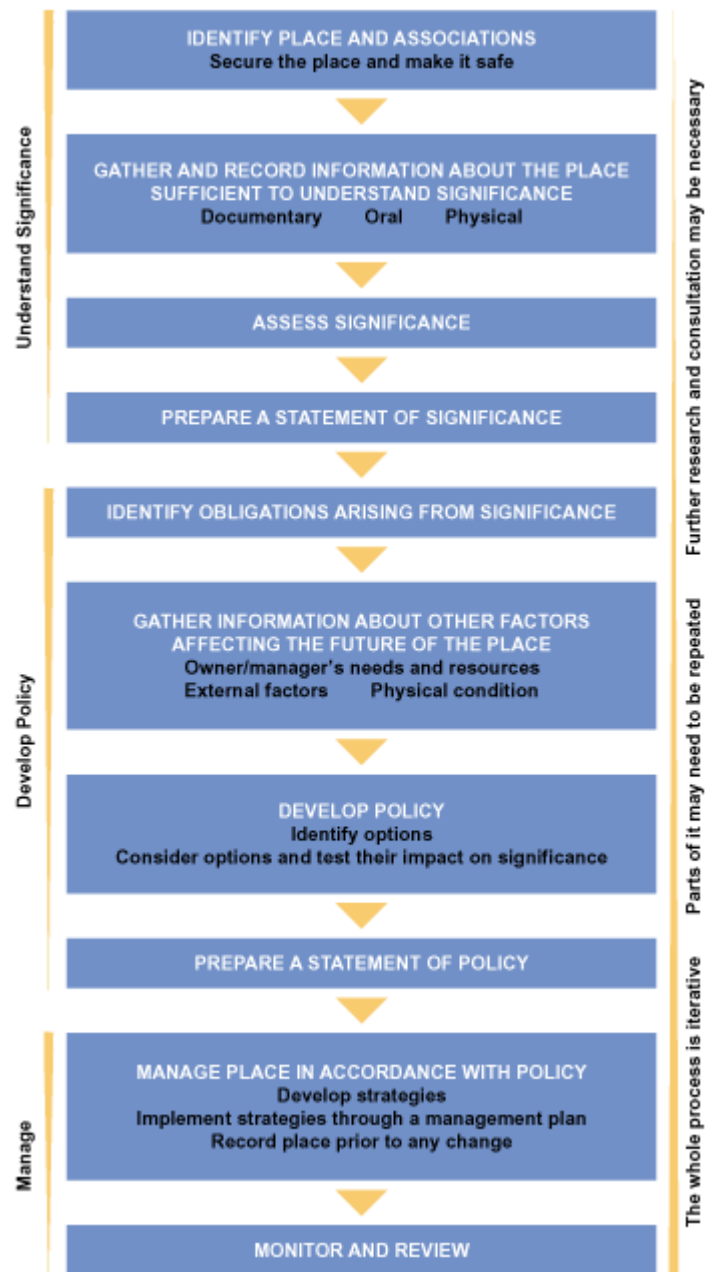 IDENTIFY PLACE AND ASSOCIATIONS
Secure the place and make it safe
GATHER AND RECORD INFORMATION ABOUT THE PLACE
SUFFICIENT TO UNDERSTAND SIGNIFICANCE
Documentary Oral Physical
ASSESS SIGNIFICANCE
PREPARE A STATEMENT OF SIGNIFICANCE
Understand Significance
IDENTIFY OBLIGATIONS ARISING FROM SIGNIFICANCE
GATHER INFORMATION ABOUT OTHER FACTORS
AFFECTING THE FUTURE OF THE PLACE
Owner/manager's needs and resources
External factors Physical condition
DEVELOP POLICY
Identify options
Consider options and test their impact on significance
PREPARE A STATEMENT OF POLICY
Develop Policy
MANAGE PLACE IN ACCORDANCE WITH POLICY
Develop strategies
Implement strategies through a management plan
Record place prior to any change
MONITOR AND REVIEW
Manage
The whole process is iterative
Parts of it may need to be repeated
Further research and consultation may be necessary